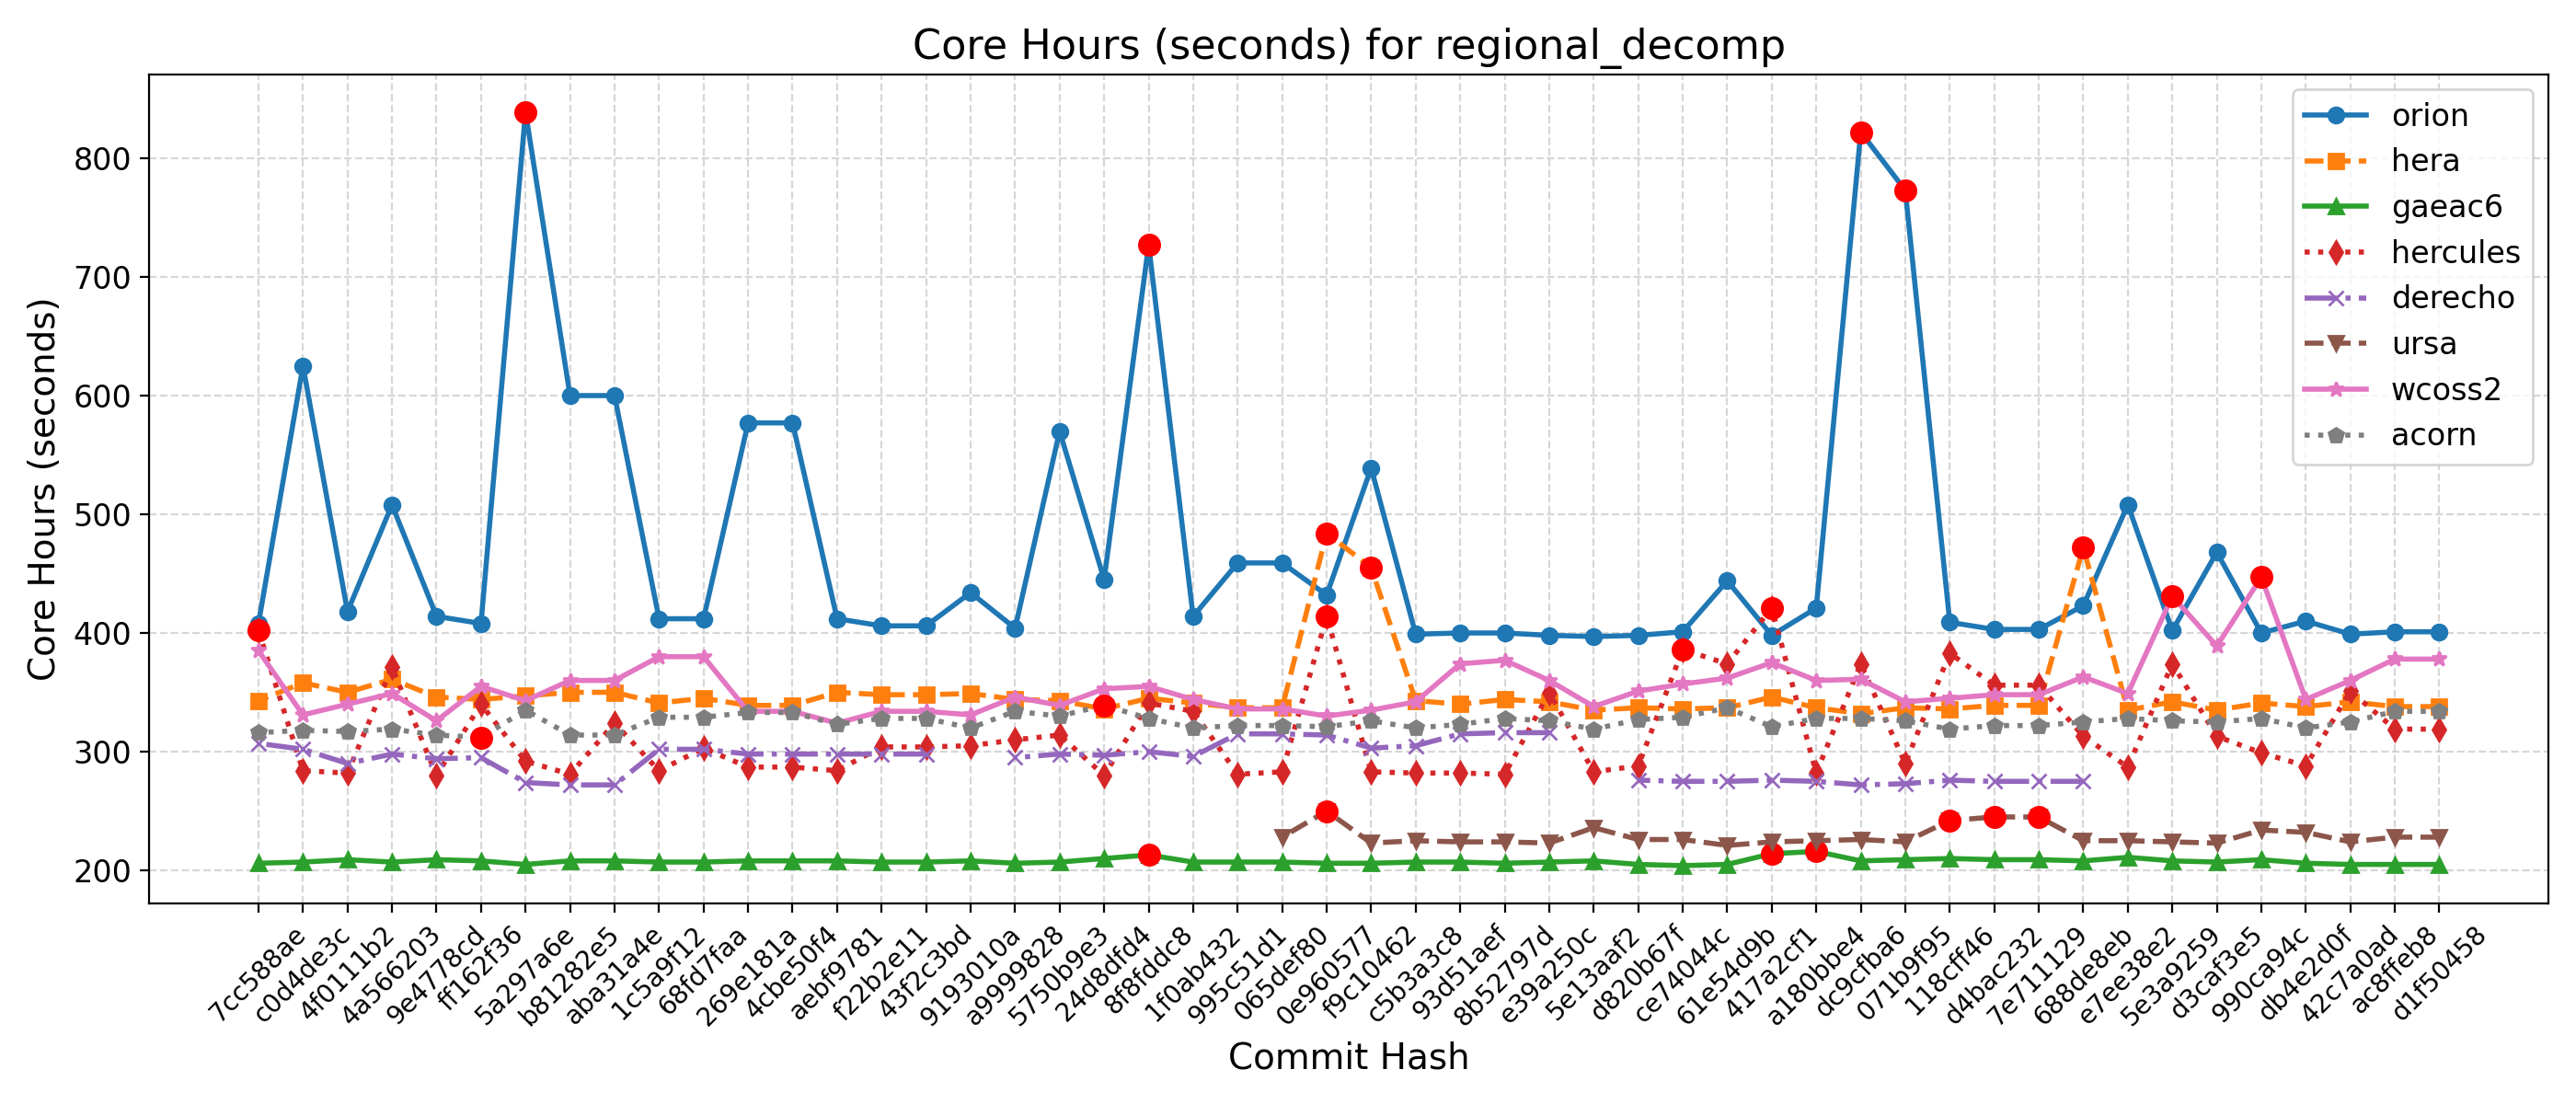 Core Hours (seconds) for regional_decomp
Core Hours (seconds)
800
700
600
500
400
300
200
orion
hera
gaeac6
hercules
derecho
ursa
wcoss2
acorn
7cc588ae
c0d4de3c
4f0111b2
4a566203
9e4778cd
ff162f36
5a297a6e
b81282e5
aba31a4e
1c5a9f12
68fd7faa
269e181a
4cbe50f4
aebf9781
f22b2e11
43f2c3bd
9193010a
a9999828
5750b9e3
24d8dfd4
8f8fddc8
1f0ab432
995c51d1
065def80
0e960577
f9c10462
c5b3a3c8
93d51aef
8b52797d
e39a250c
5e13aaf2
d820b67f
ce74044c
61e54d9b
417a2cf1
a180bbe4
dc9cfba6
071b9f95
118cff46
d4bac232
7e711129
688de8eb
e7ee38e2
5e3a9259
d3caf3e5
990ca94c
db4e2d0f
42c7a0ad
ac8ffeb8
d1f50458
Commit Hash